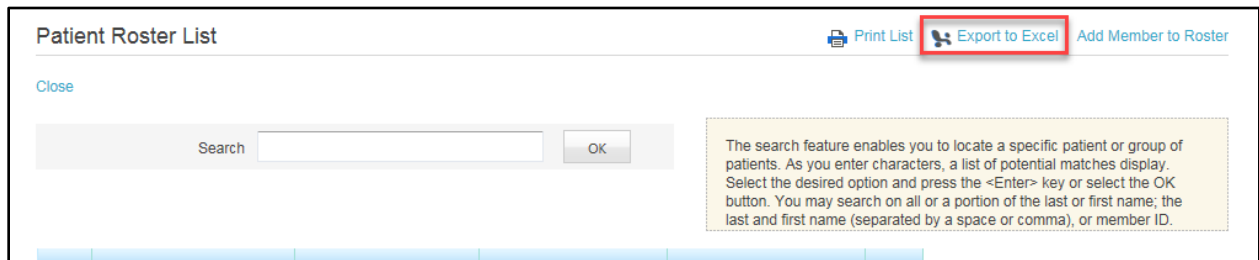 Patient Roster List
Print List
Export to Excel
Add Member to Roster
Close
Search
OK
The search feature enables you to locate a specific patient or group of
patients. As you enter characters, a list of potential matches display.
Select the desired option and press the <Enter> key or select the OK
button. You may search on all or a portion of the last or first name; the
last and first name (separated by a space or comma), or member ID.